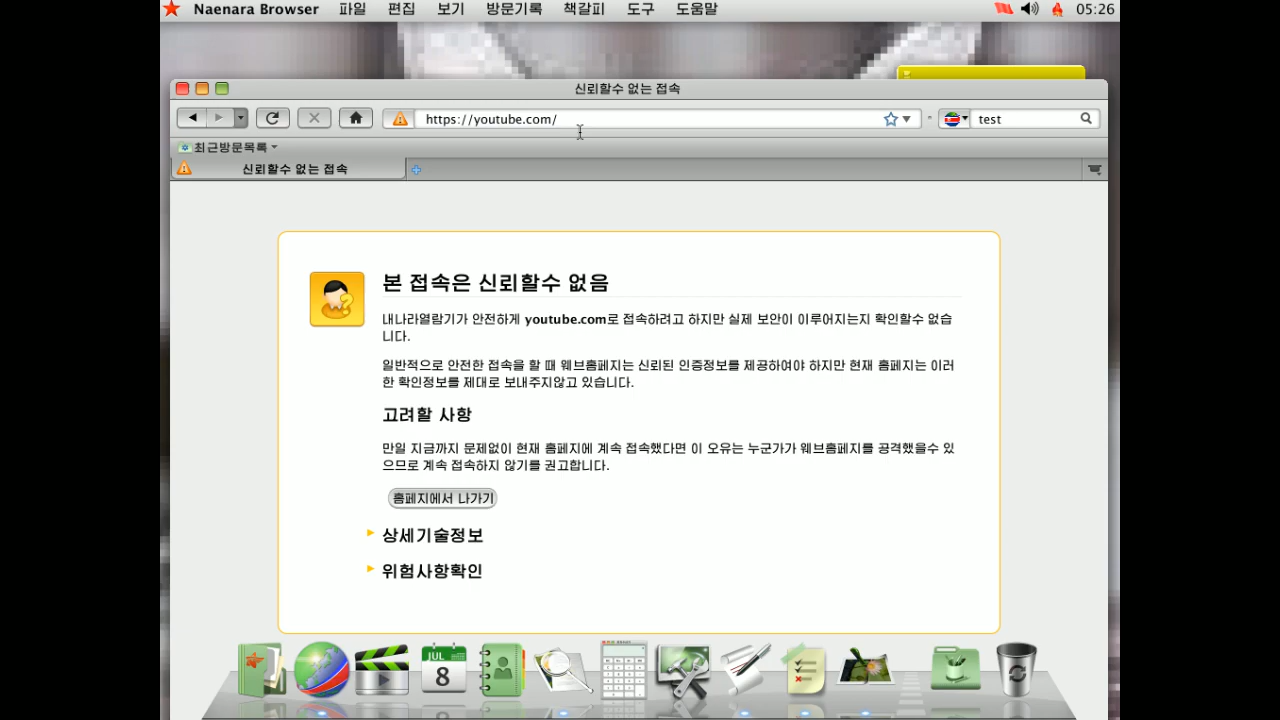 Naenara Browser 파일 편집 보기 방문기록 책갈피 도구 도움말 05:26
신뢰할수 없는 접속
https://youtube.com/ test
최근방문목록
신뢰할수 없는 접속
본 접속은 신뢰할수 없음
내나라열람기가 안전하게 youtube.com로 접속하려고 하지만 실제 보안이 이루어지는지 확인할수 없습
니다.
일반적으로 안전한 접속을 할 때 웨브홈페지는 신뢰된 인증정보를 제공하여야 하지만 현재 홈페지는 이러
한 확인정보를 제대로 보내주지않고 있습니다.
고려할 사항
만일 지금까지 문제없이 현재 홈페지에 계속 접속했다면 이 오유는 누군가가 웨브홈페지를 공격했을수 있
으므로 계속 접속하지 않기를 권고합니다.
홈페지에서 나가기
상세기술정보
위험사항확인
JUL
8